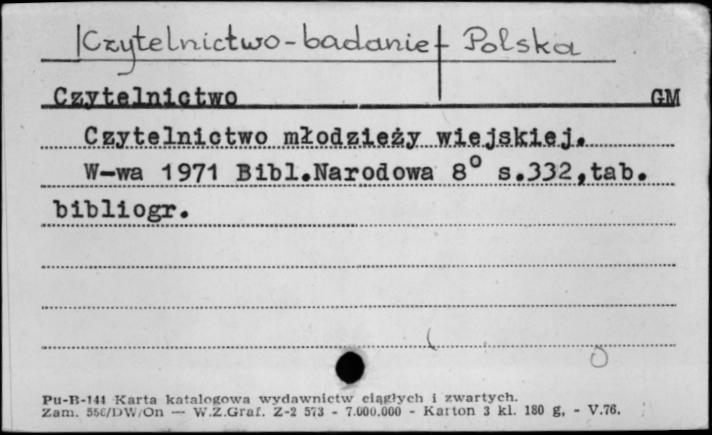 Czytelnictwo-badanie Polska
Czytelnictwo GM
Czytelnictwo młodzieży wiejskiej.
W-wa 1971 Bibl.Narodowa 8° s.332,tab.
bibliogr.
Pu-B-144 Karta katalogowa wydawnictw ciągłych i zwartych.
Zam. 556/DW/On — W.Z.Graf. Z-2 573 - 7.000.000 - Karton 3 kl. 180 g. - V.76.